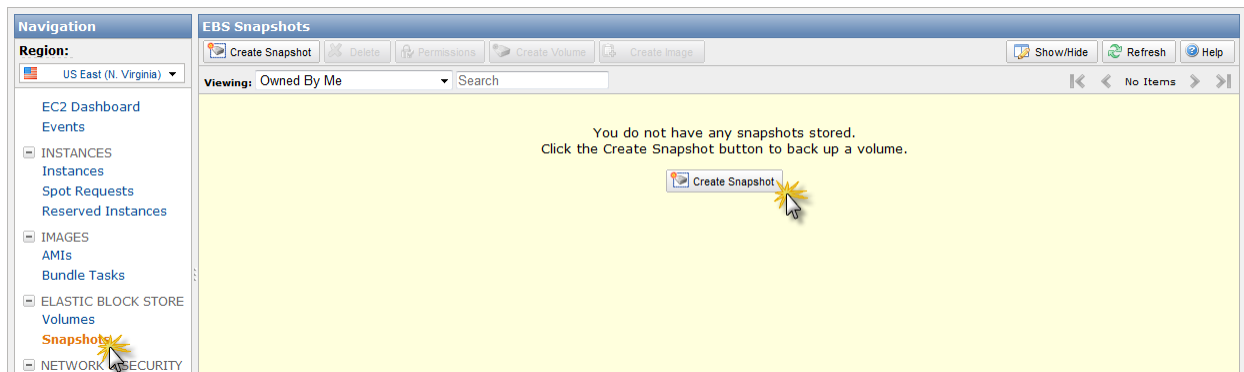 Navigation
Region:
US East (N. Virginia)
EC2 Dashboard
Events
INSTANCES
Instances
Spot Requests
Reserved Instances
IMAGES
AMIs
Bundle Tasks
ELASTIC BLOCK STORE
Volumes
Snapshots
NETWORK SECURITY
EBS Snapshots
Create Snapshot Delete Permissions Create Volume Create Image Show/Hide Refresh Help
Viewing: Owned By Me Search No Items
You do not have any snapshots stored.
Click the Create Snapshot button to back up a volume.
Create Snapshot